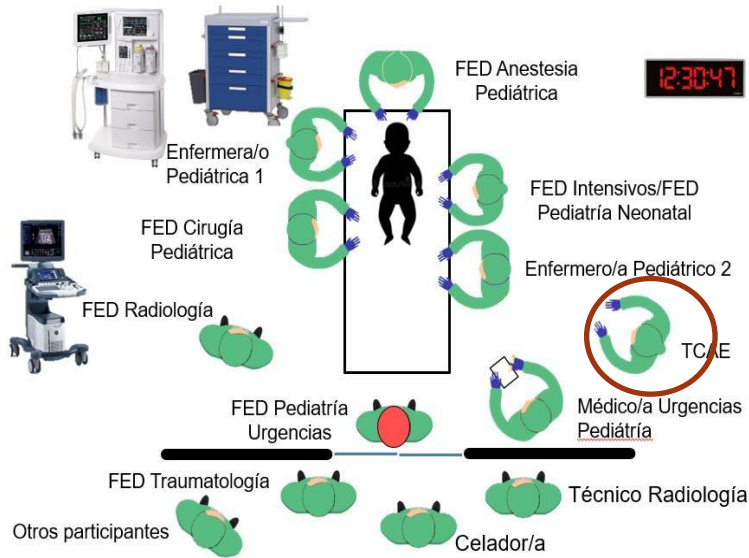 FED Anestesia
Pediátrica
12:30:47
Enfermera/o
Pediátrica 1
FED Intensivos/FED
Pediatría Neonatal
FED Cirugía
Pediátrica
Enfermero/a Pediátrico 2
FED Radiología
TCAE
FED Pediatría
Urgencias
Médico/a Urgencias
Pediatría
FED Traumatología
Técnico Radiología
Otros participantes
Celador/a